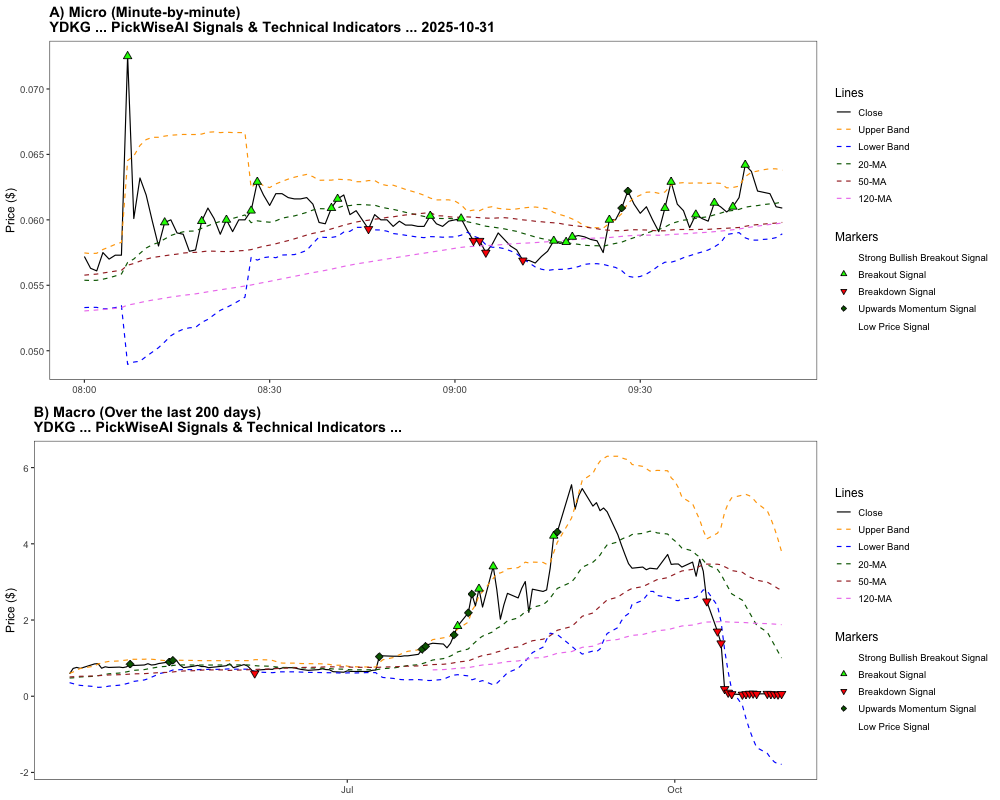 A) Micro (Minute-by-minute)
YDKG ... PickWiseAI Signals & Technical Indicators ... 2025-10-31
Price ($)
0.070
0.065
0.060
0.055
0.050
08:00
08:30
09:00
09:30
Lines
Close
Upper Band
Lower Band
20-MA
50-MA
120-MA
Markers
Strong Bullish Breakout Signal
Breakout Signal
Breakdown Signal
Upwards Momentum Signal
Low Price Signal
B) Macro (Over the last 200 days)
YDKG ... PickWiseAI Signals & Technical Indicators ...
Price ($)
6
4
2
0
-2
Jul
Oct
Lines
Close
Upper Band
Lower Band
20-MA
50-MA
120-MA
Markers
Strong Bullish Breakout Signal
Breakout Signal
Breakdown Signal
Upwards Momentum Signal
Low Price Signal